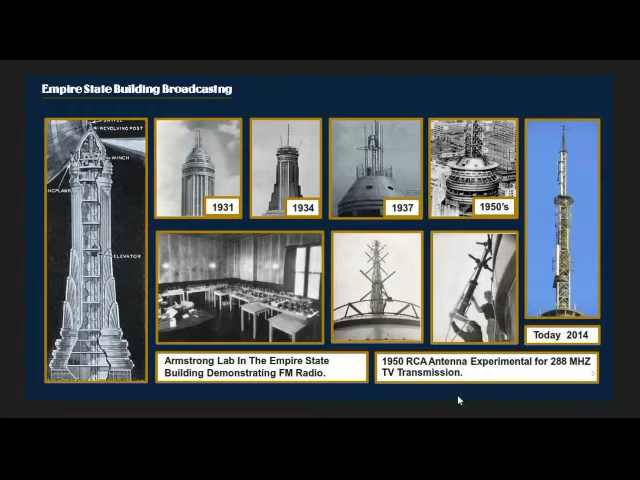 Empire State Building Broadcasing
REVOLVING POST
WINCH
ELEVATOR
1931
1934
1937
1950's
Today 2014
Armstrong Lab In The Empire State
Building Demonstrating FM Radio.
1950 RCA Antenna Experimental for 288 MHZ
TV Transmission.